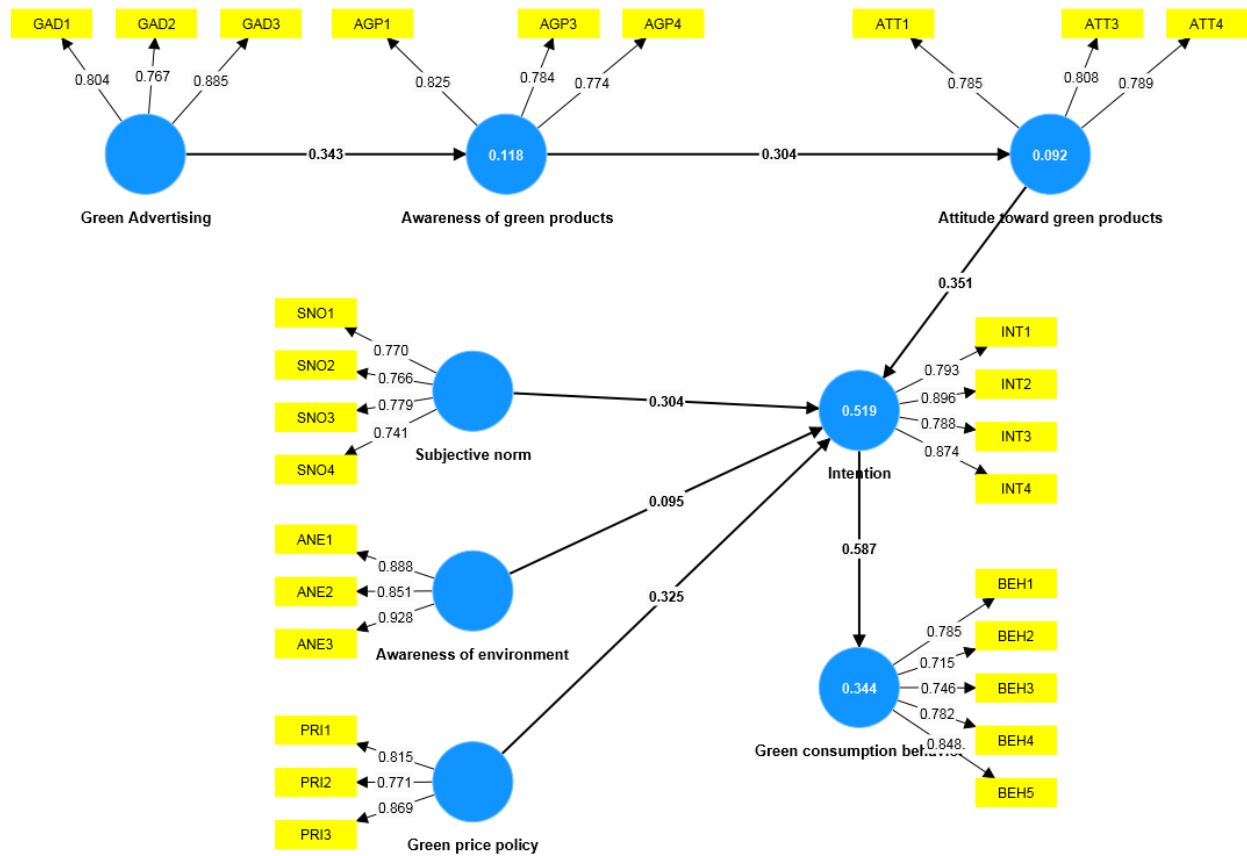 GAD1 GAD2 GAD3 AGP1 AGP3 AGP4 ATT1 ATT3 ATT4
0.804 0.767 0.885 0.825 0.784 0.774 0.785 0.808 0.789
0.343 0.118 0.304 0.092
Green Advertising Awareness of green products Attitude toward green products
0.351
SNO1
SNO2
SNO3
SNO4
0.770
0.766
0.779
0.741
Subjective norm
0.304
INT1
INT2
INT3
INT4
0.793
0.896
0.788
0.874
0.519
Intention
ANE1
ANE2
ANE3
0.888
0.851
0.928
Awareness of environment
0.095
0.587
0.325
PRI1
PRI2
PRI3
0.815
0.771
0.869
Green price policy
BEH1
BEH2
BEH3
BEH4
BEH5
0.785
0.715
0.746
0.782
0.848
0.344
Green consumption